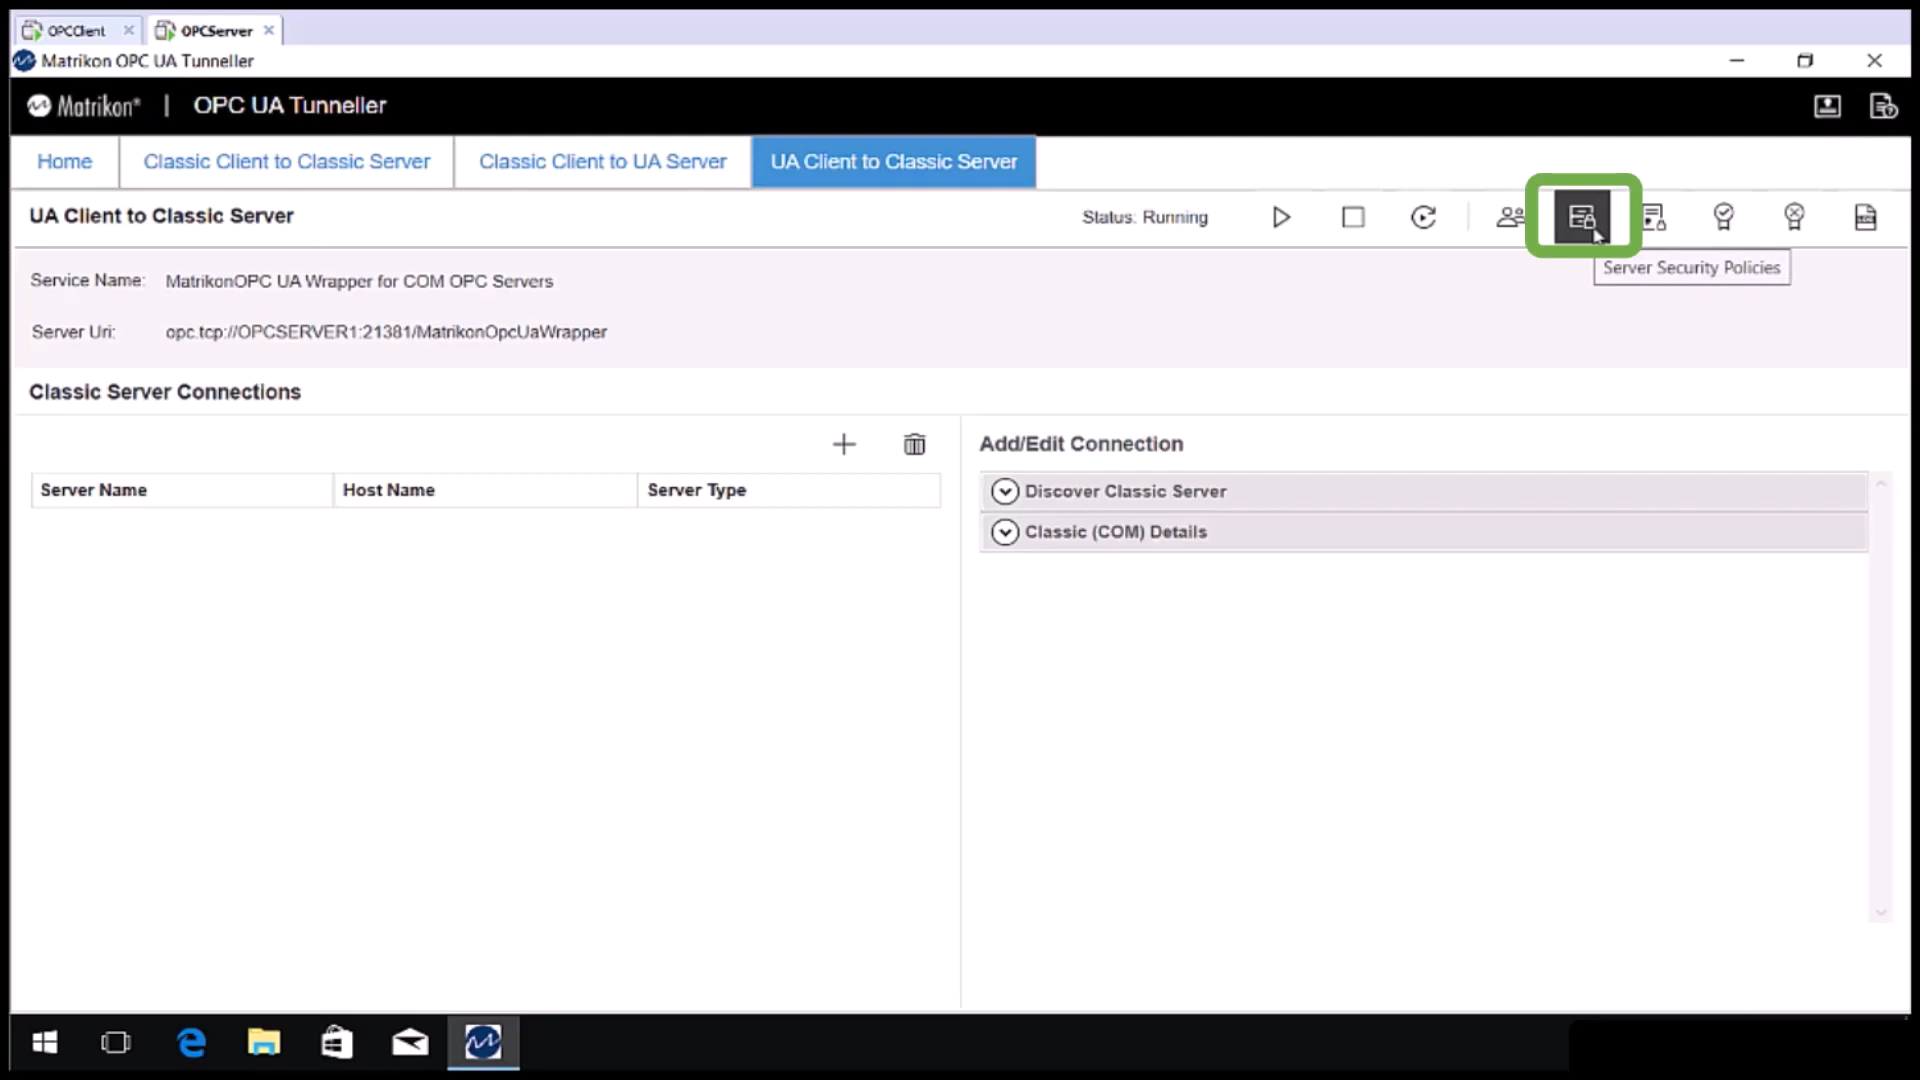 OPCClient
OPCServer
Matrikon OPC UA Tunneller
Matrikon® | OPC UA Tunneller
Home
Classic Client to Classic Server
Classic Client to UA Server
UA Client to Classic Server
UA Client to Classic Server
Status: Running
Server Security Policies
Service Name: MatrikonOPC UA Wrapper for COM OPC Servers
Server Uri: opc.tcp://OPCSERVER1:21381/MatrikonOpcUaWrapper
Classic Server Connections
Add/Edit Connection
Server Name
Host Name
Server Type
Discover Classic Server
Classic (COM) Details